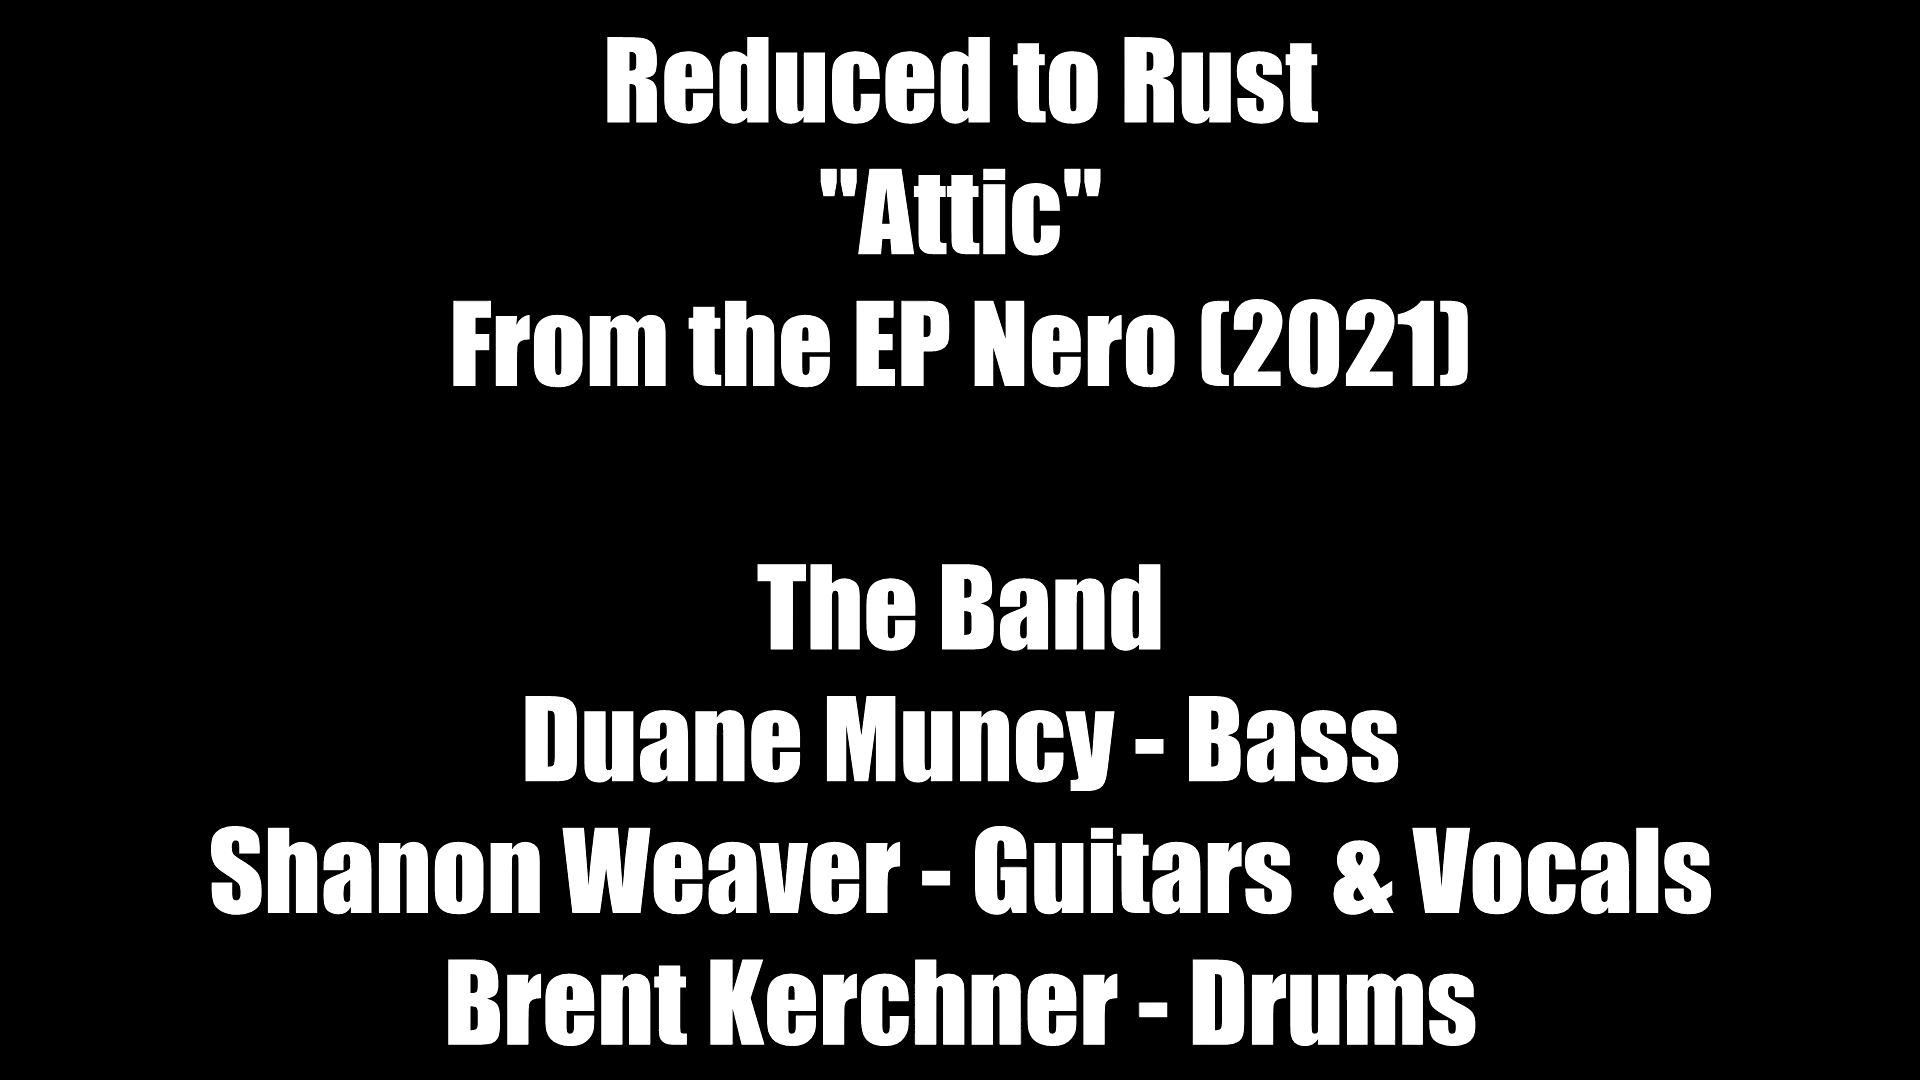 Reduced to Rust
"Attic"
From the EP Nero (2021)
The Band
Duane Muncy - Bass
Shanon Weaver - Guitars  & Vocals
Brent Kerchner - Drums